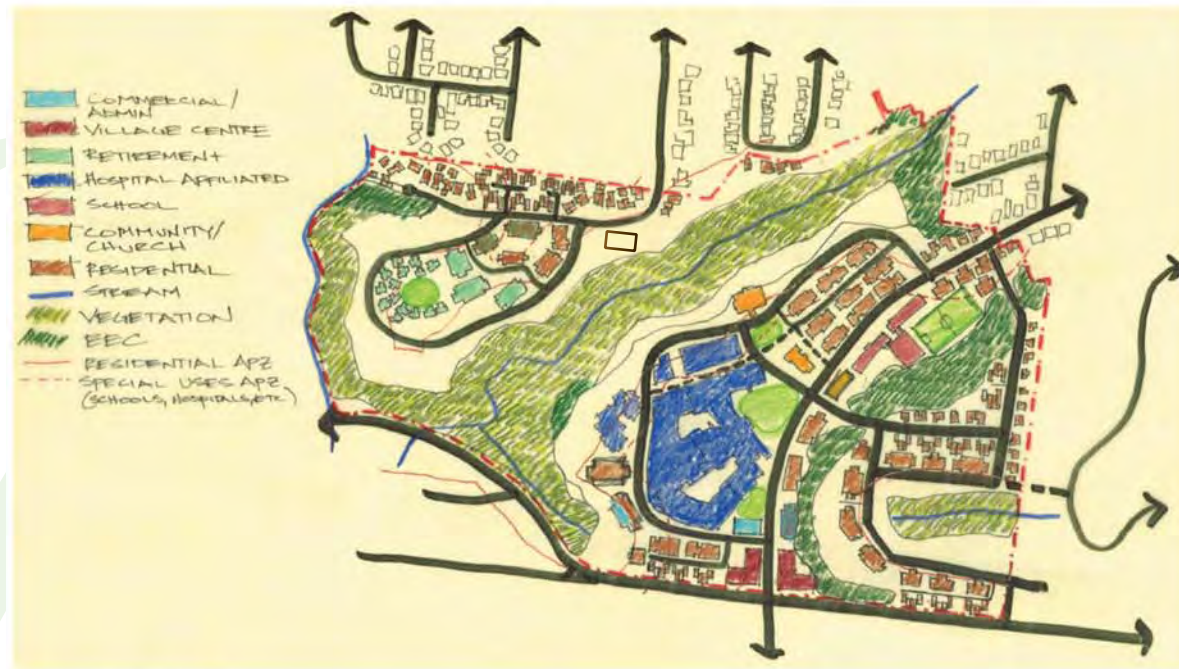 COMMERCIAL/
ADMIN
VILLAGE CENTRE
RETIREMENT
HOSPITAL AFFILIATED
SCHOOL
COMMUNITY/
CHURCH
RESIDENTIAL
STREAM
VEGETATION
EEC
RESIDENTIAL APZ
SPECIAL USES APZ
(SCHOOLS, HOSPITALS, ETC)